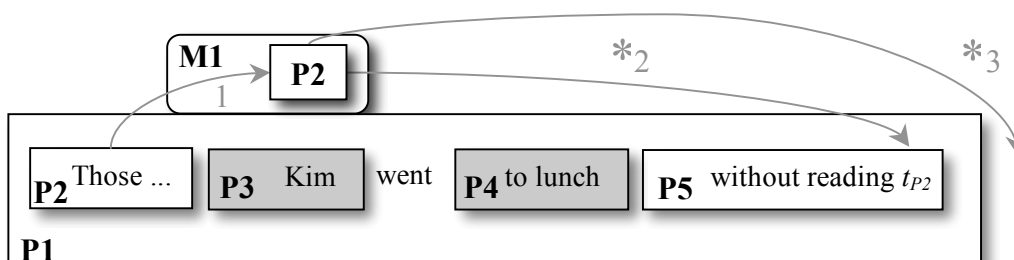 M1 P2 *2 *3
1
P2 Those ... P3 Kim went P4 to lunch P5 without reading tP2
P1